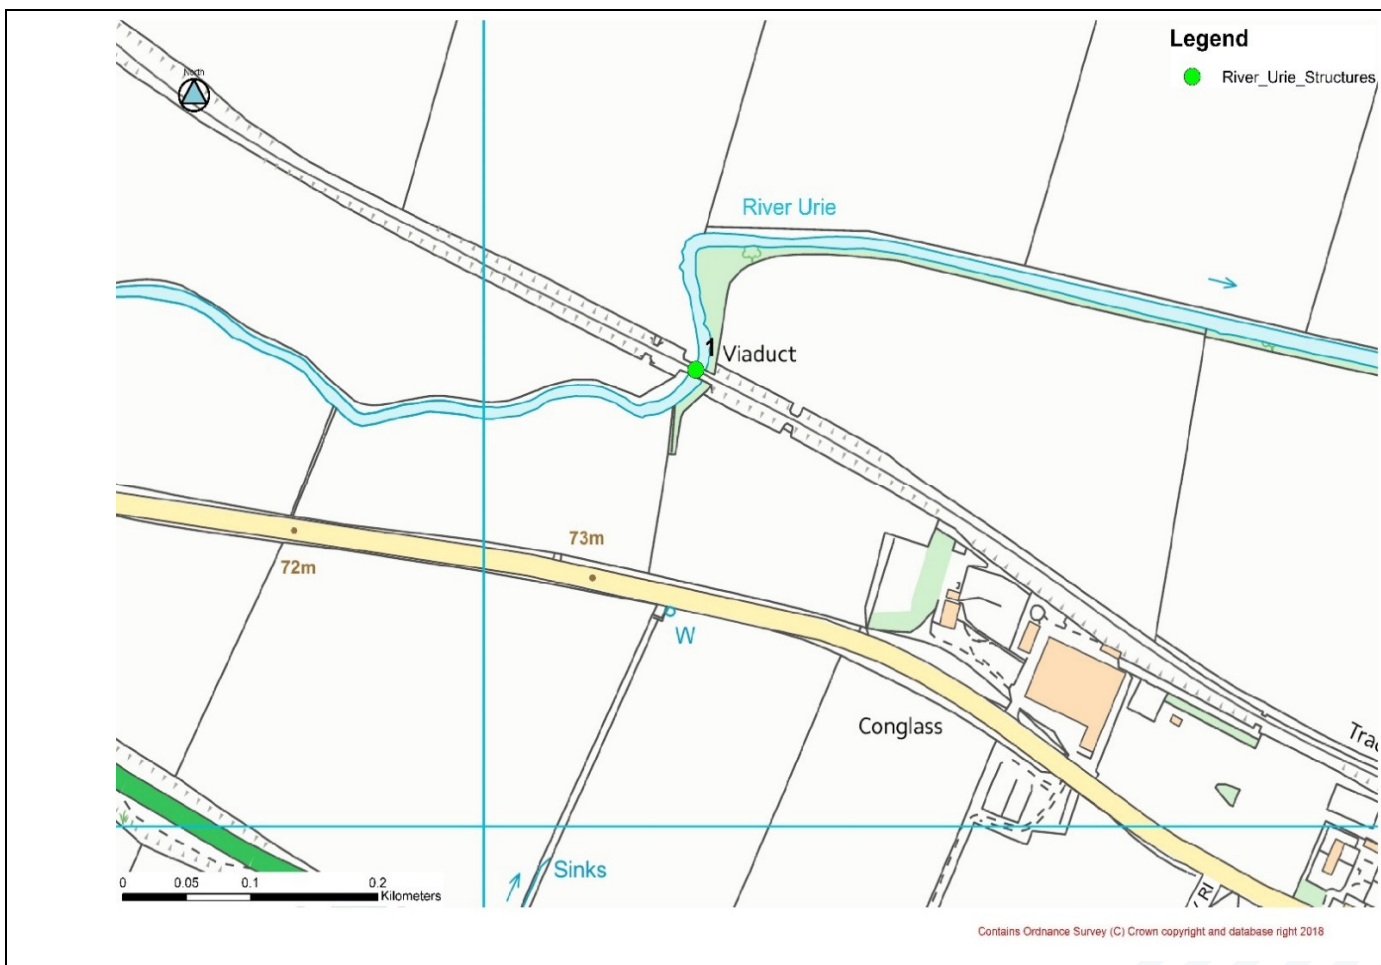 Legend
River_Urie_Structures
North
River Urie
1
Viaduct
73m
72m
W
Conglass
Sinks
0 0.05 0.1 0.2
Kilometers
Contains Ordnance Survey (C) Crown copyright and database right 2018